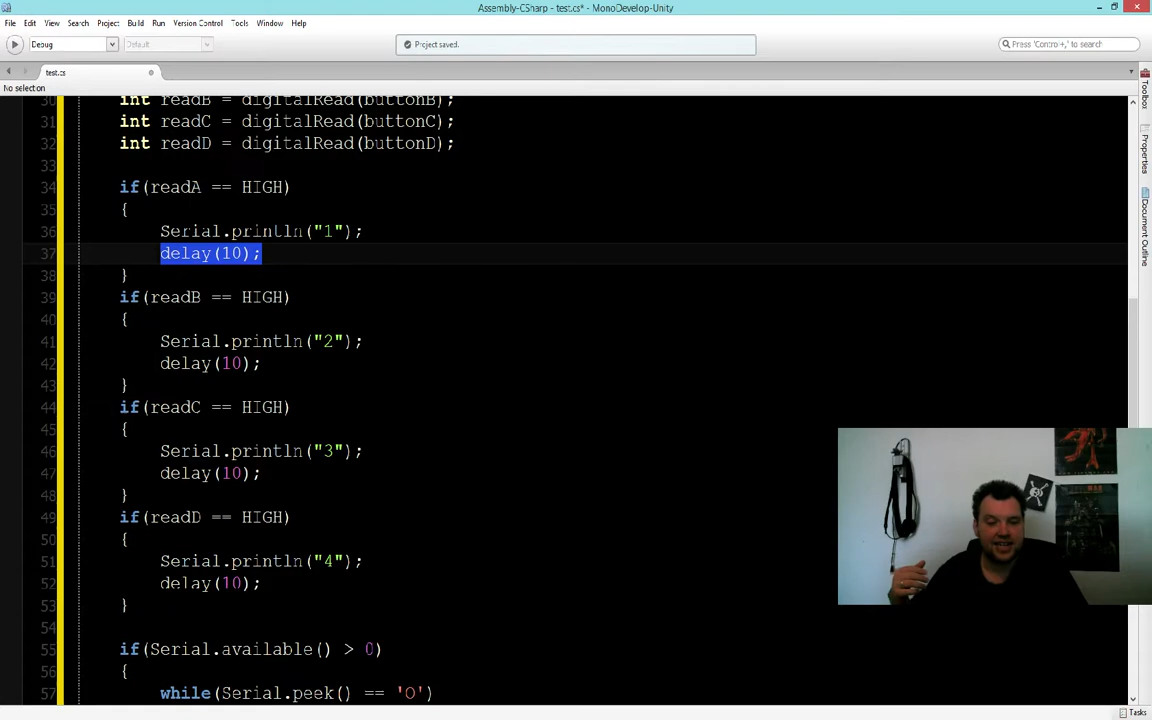 Assembly-CSharp - test.cs* - MonoDevelop-Unity
File Edit View Search Project Build Run Version Control Tools Window Help
Debug Default Project saved. Press 'Control+,' to search
test.cs
No selection
30 int readB = digitalRead(buttonB);
31 int readC = digitalRead(buttonC);
32 int readD = digitalRead(buttonD);
33
34 if(readA == HIGH)
35 {
36 Serial.println("1");
37 delay(10);
38 }
39 if(readB == HIGH)
40 {
41 Serial.println("2");
42 delay(10);
43 }
44 if(readC == HIGH)
45 {
46 Serial.println("3");
47 delay(10);
48 }
49 if(readD == HIGH)
50 {
51 Serial.println("4");
52 delay(10);
53 }
54
55 if(Serial.available() > 0)
56 {
57 while(Serial.peek() == 'O')
Toolbox
Properties
Document Outline
Tasks